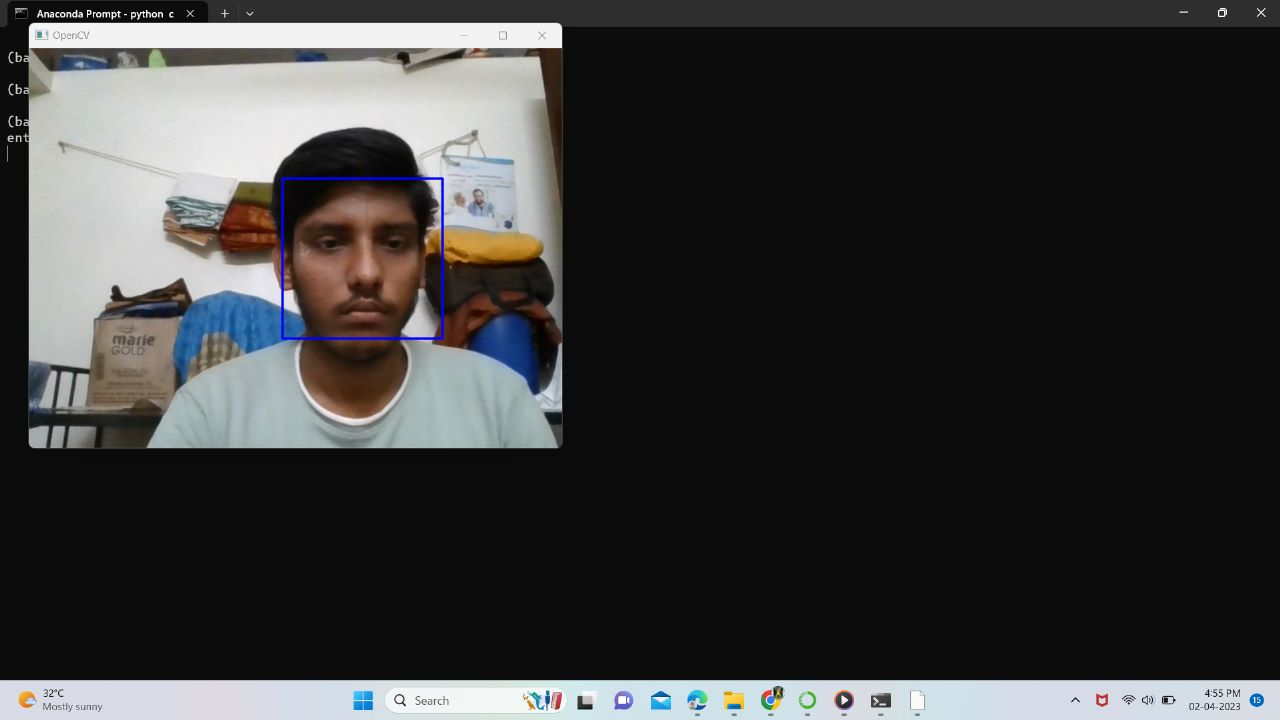 Anaconda Prompt - python c
OpenCV
(ba
(ba
(ba
ent
marie
GOLD
32°C
Mostly sunny
Search
4:55 PM
02-04-2023
15